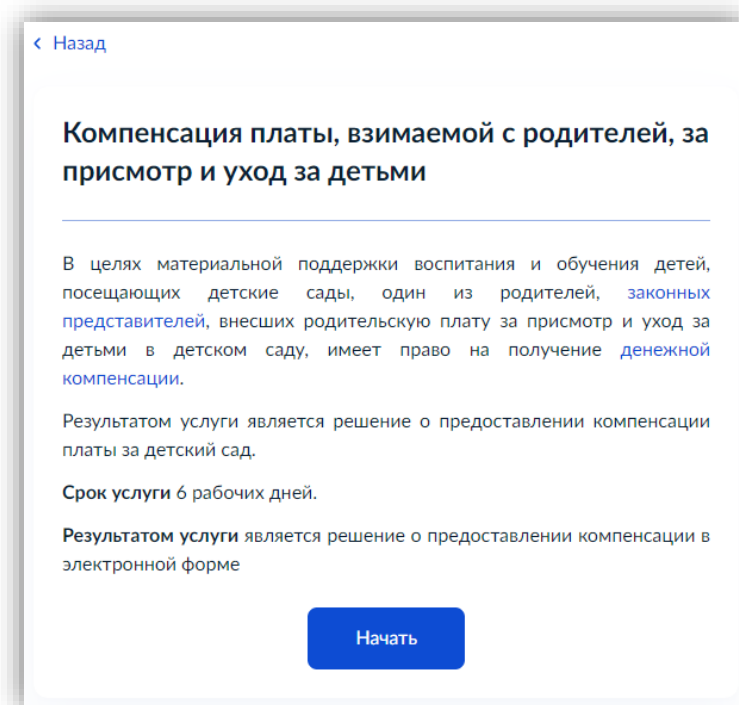 Назад
Компенсация платы, взимаемой с родителей, за
присмотр и уход за детьми
В целях материальной поддержки воспитания и обучения детей,
посещающих детские сады, один из родителей, законных
представителей, внесших родительскую плату за присмотр и уход за
детьми в детском саду, имеет право на получение денежной
компенсации.
Результатом услуги является решение о предоставлении компенсации
платы за детский сад.
Срок услуги 6 рабочих дней.
Результатом услуги является решение о предоставлении компенсации в
электронной форме
Начать